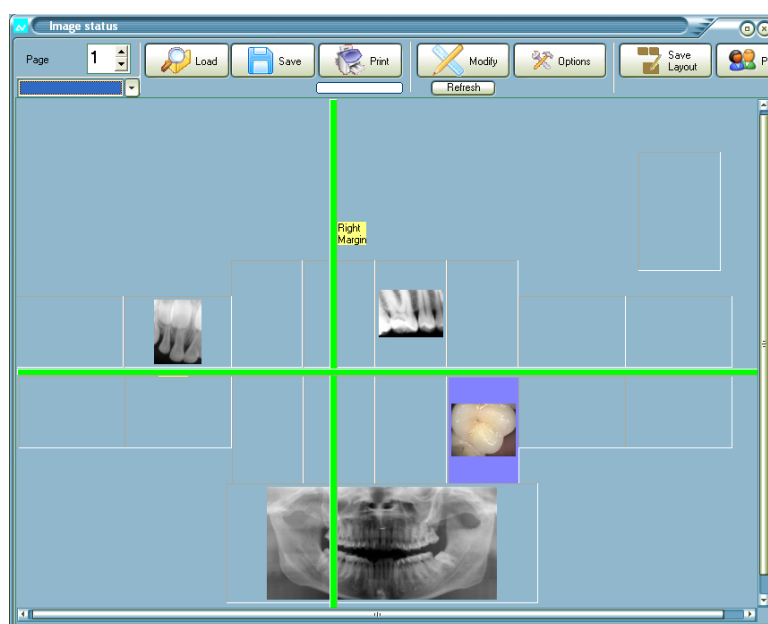 Image status
Page
1
Load
Save
Print
Modify
Options
Save
Layout
P
Refresh
Right
Margin